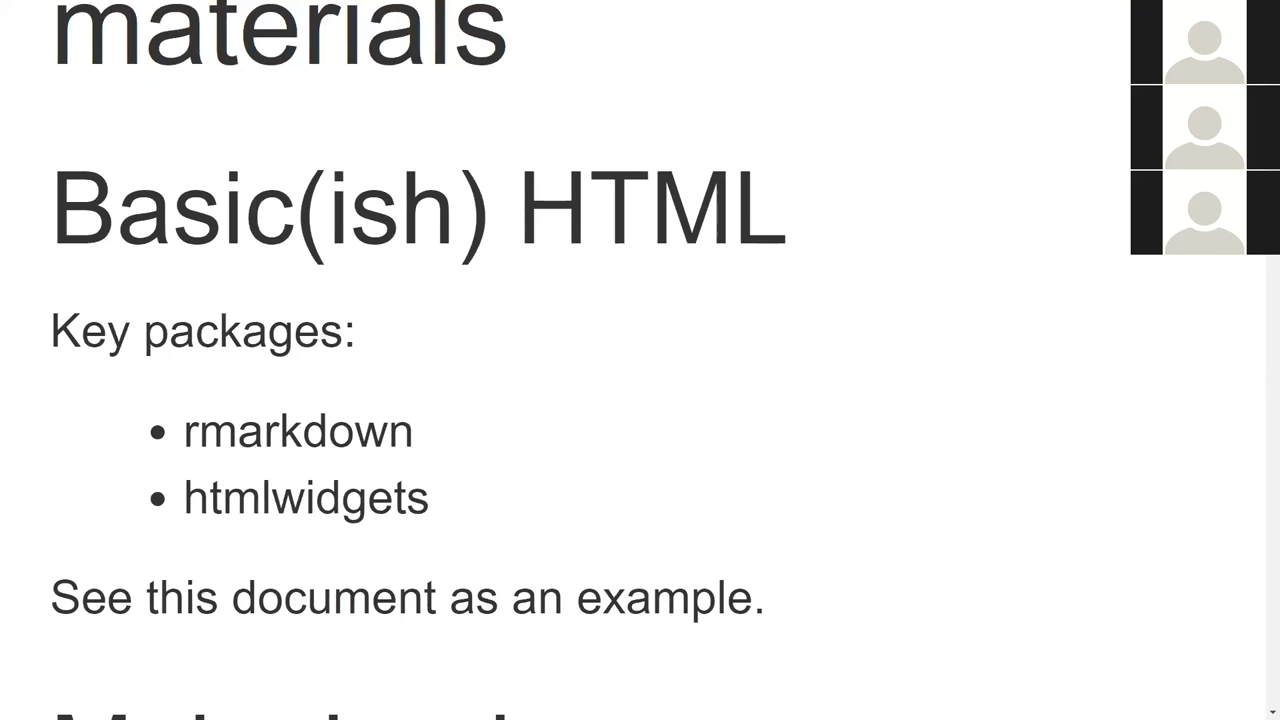 materials
Basic(ish) HTML
Key packages:
• rmarkdown
• htmlwidgets
See this document as an example.